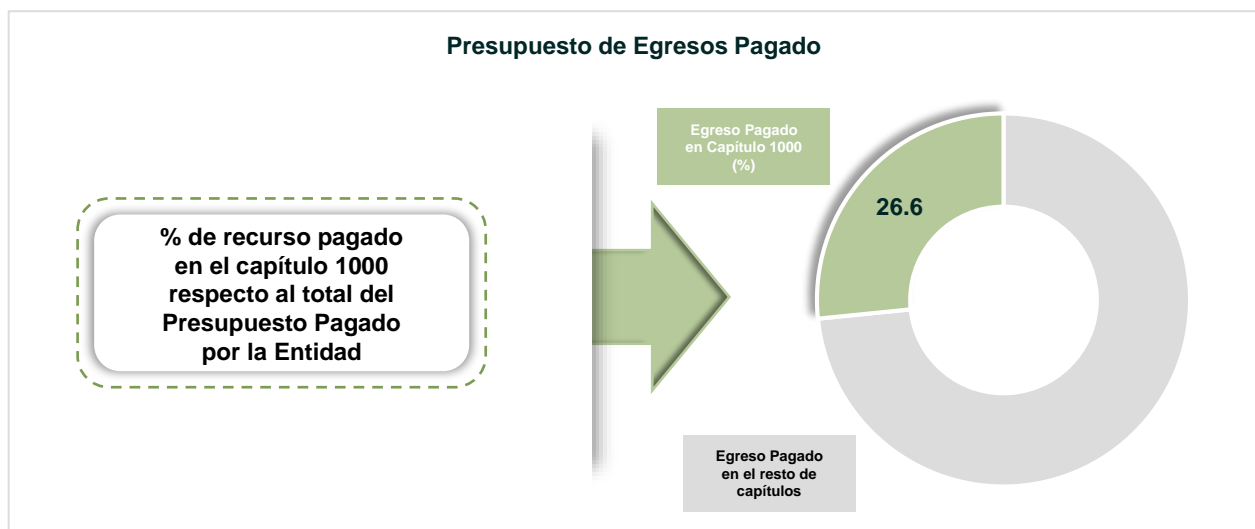 Presupuesto de Egresos Pagado
Egreso Pagado
en Capítulo 1000
(%)
26.6
% de recurso pagado
en el capítulo 1000
respecto al total del
Presupuesto Pagado
por la Entidad
Egreso Pagado
en el resto de
capítulos